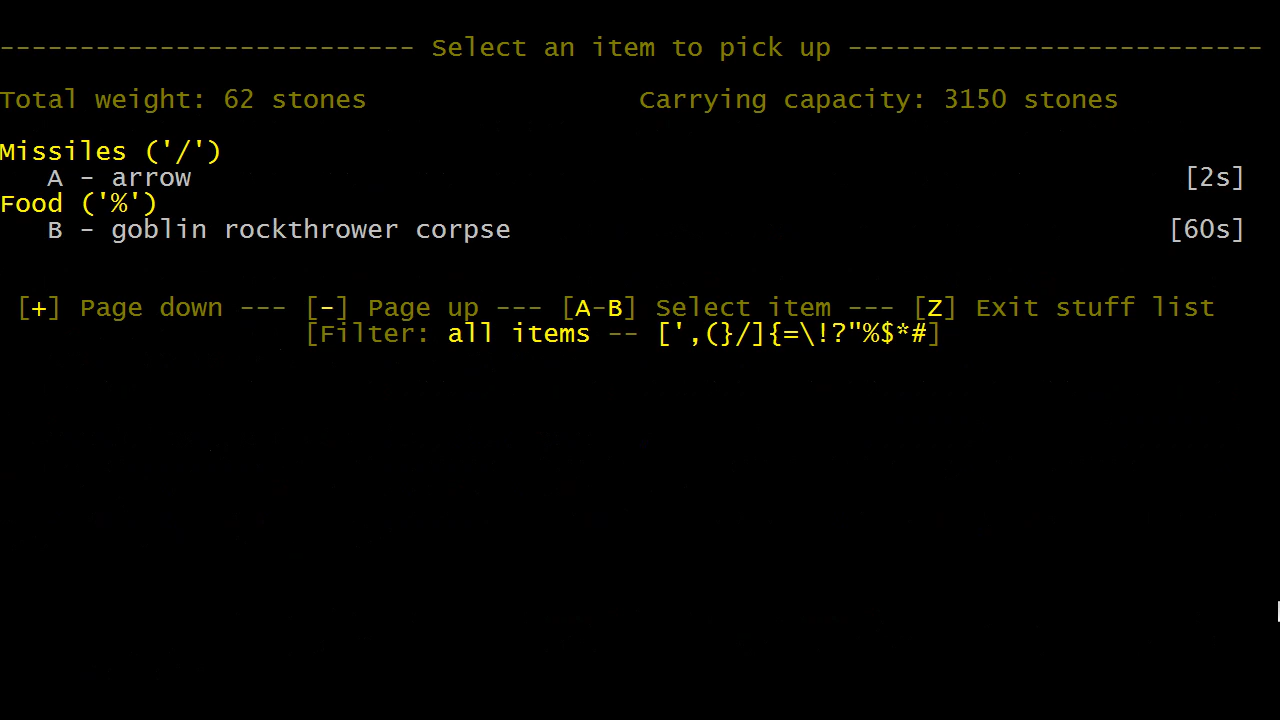 -------------------------- Select an item to pick up --------------------------
Total weight: 62 stones Carrying capacity: 3150 stones
Missiles ('/')
A - arrow [2s]
Food ('%')
B - goblin rockthrower corpse [60s]
[+] Page down --- [-] Page up --- [A-B] Select item --- [Z] Exit stuff list
[Filter: all items -- [',(}/]{=\!?"%$*#]